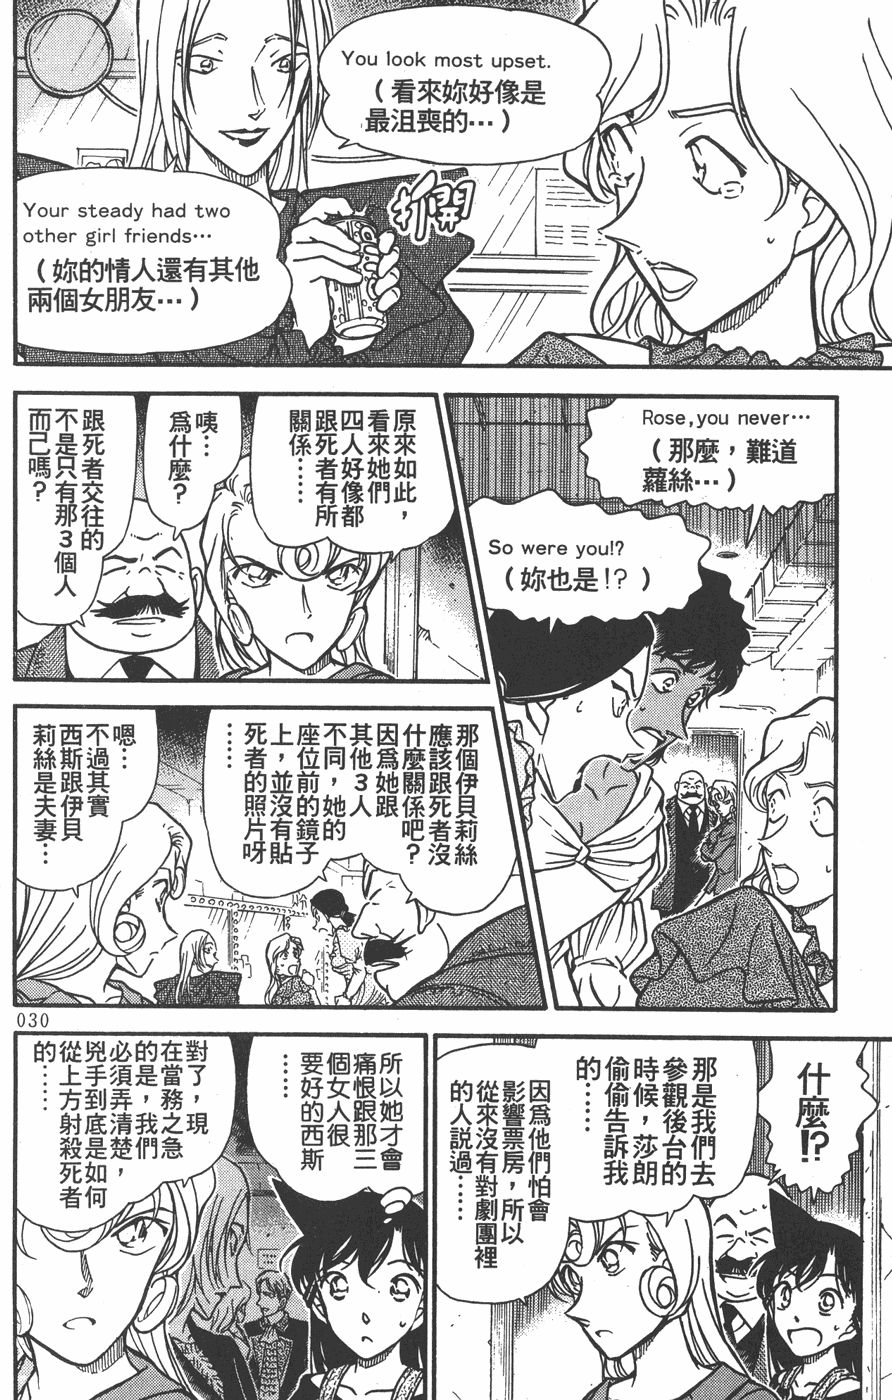 You look most upset.
（看來妳好像是
最沮喪的…）
打開
Your steady had two
other girl friends…
（妳的情人還有其他
兩個女朋友…）
Rose,you never…
（那麼，難道
蘿絲…）
So were you!?
（妳也是!?）
原來如此，
看來她們
四人好像都
跟死者有所
關係……
咦…
爲什麼？
跟死者交往的
不是只有那3個人
而己嗎？
那個伊貝莉絲
應該跟死者沒
什麼關係吧？
因爲她跟
其他3人
不同，她的
座位前的鏡子
上，並沒有貼
死者的照片呀
……
嗯…
不過其實
西斯跟伊貝
莉絲是夫妻…
030
什麼!?
那是我們去
參觀後台的
時候，莎朗
偷偷告訴我
的…
因爲他們怕會
影響票房，所以
從來沒有對劇團裡
的人說過……
所以她才會
痛恨跟那三
個女人很
要好的西斯
……
對了，現
在當務之急
的是，我們
必須弄清楚，
兇手到底是如何
從上方射殺死者
的……